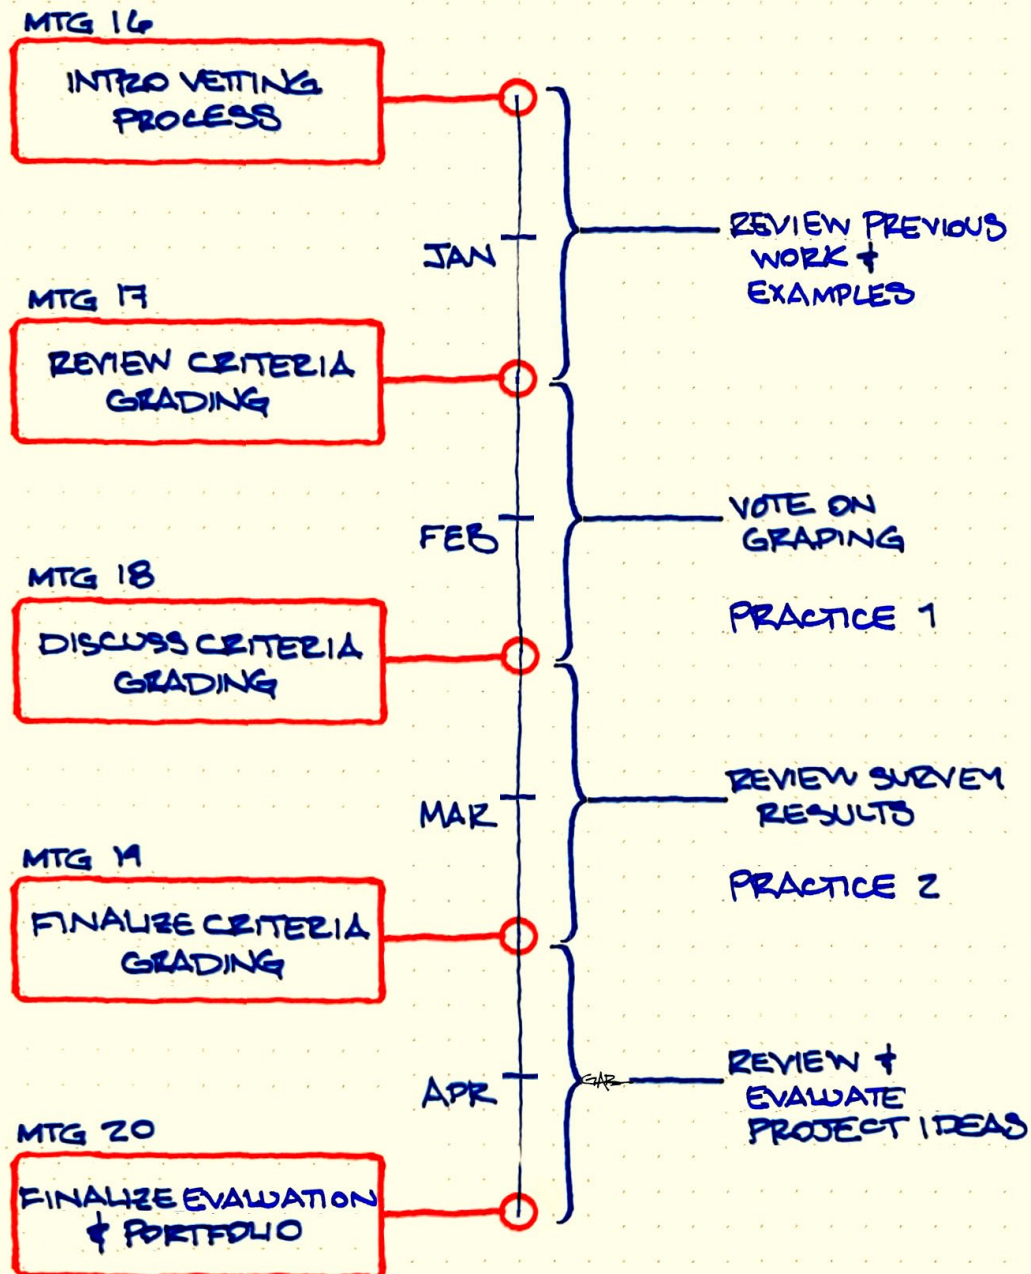 MTG 16
INTRO VETTING
PROCESS
JAN
REVIEW PREVIOUS
WORK &
EXAMPLES
MTG 17
REVIEW CRITERIA
GRADING
FEB
VOTE ON
GRADING
PRACTICE 1
MTG 18
DISCUSS CRITERIA
GRADING
MAR
REVIEW SURVEY
RESULTS
PRACTICE 2
MTG 19
FINALIZE CRITERIA
GRADING
APR
GAB
REVIEW &
EVALUATE
PROJECT IDEAS
MTG 20
FINALIZE EVALUATION
& PORTFOLIO